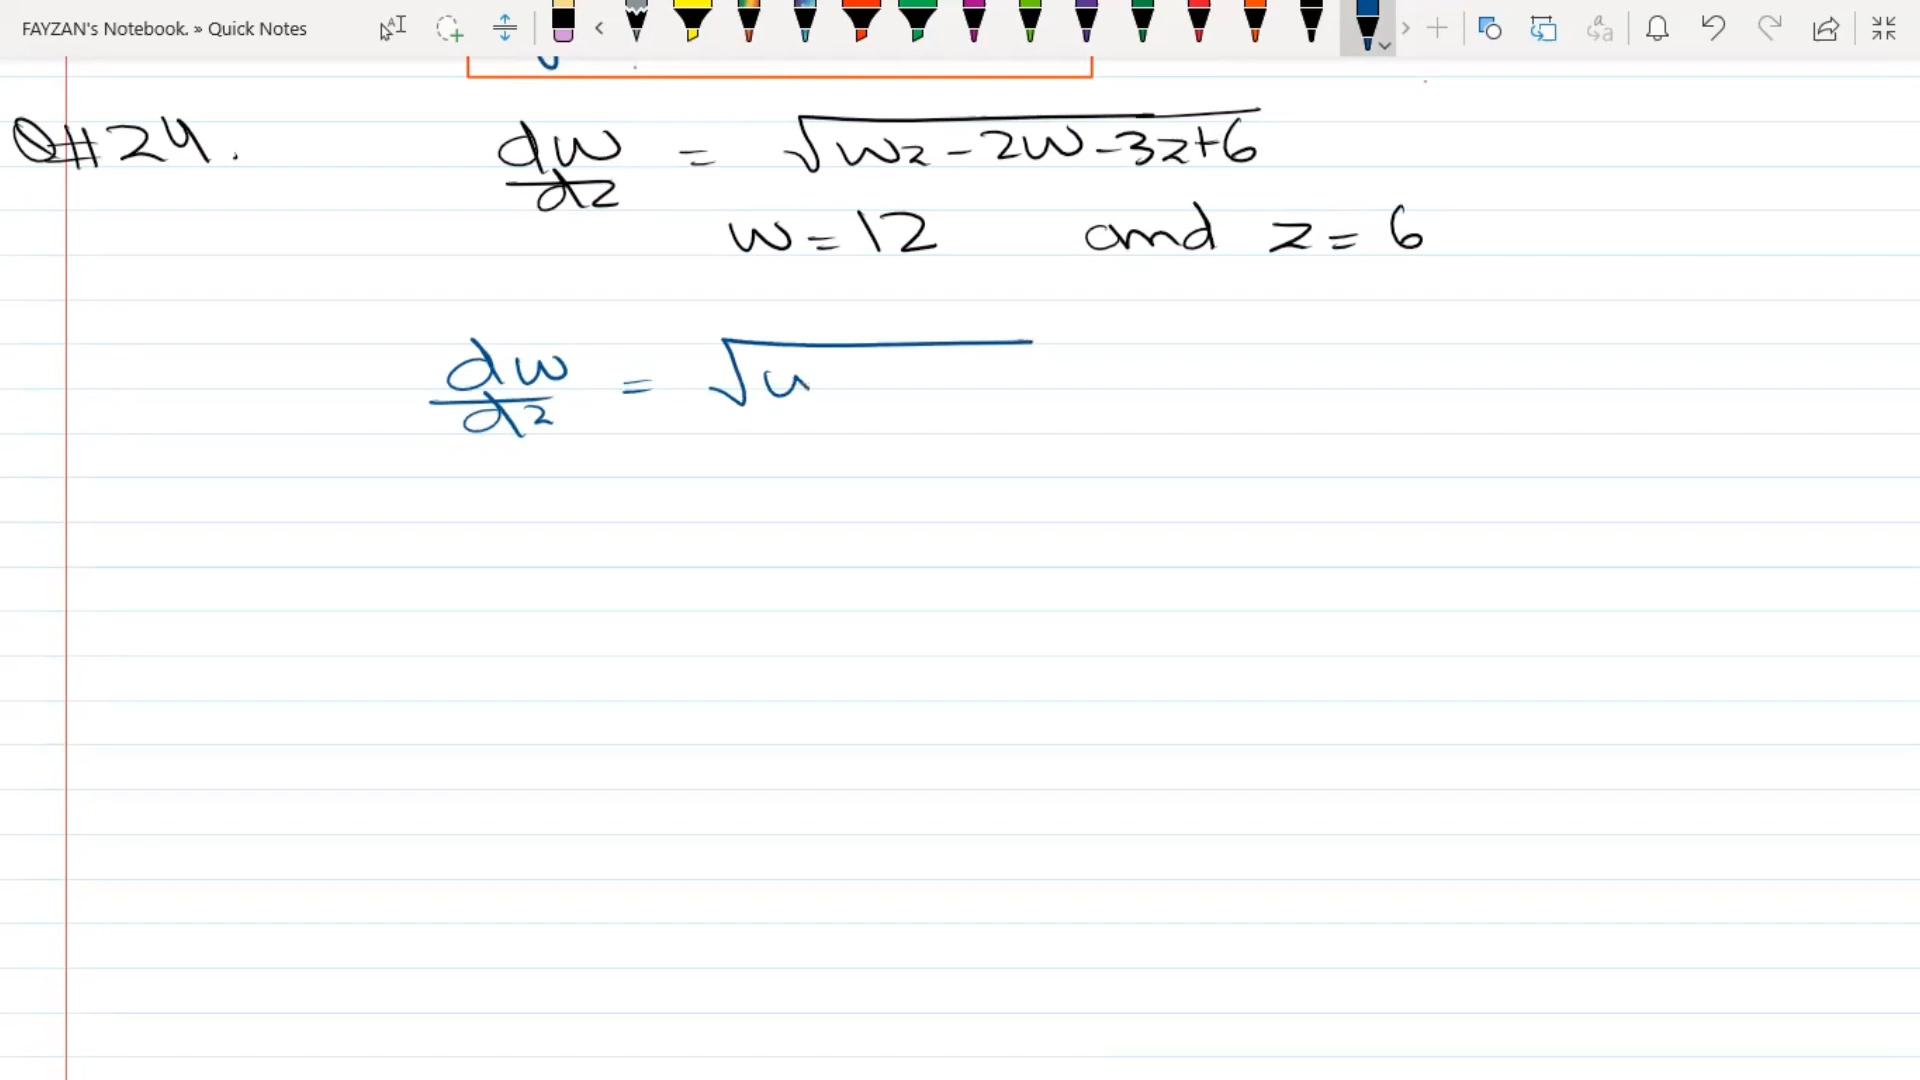 FAYZAN's Notebook. » Quick Notes
Q#24. dw/dz = √(wz - 2w - 3z + 6)
w = 12 and z = 6
dw/dz = √u